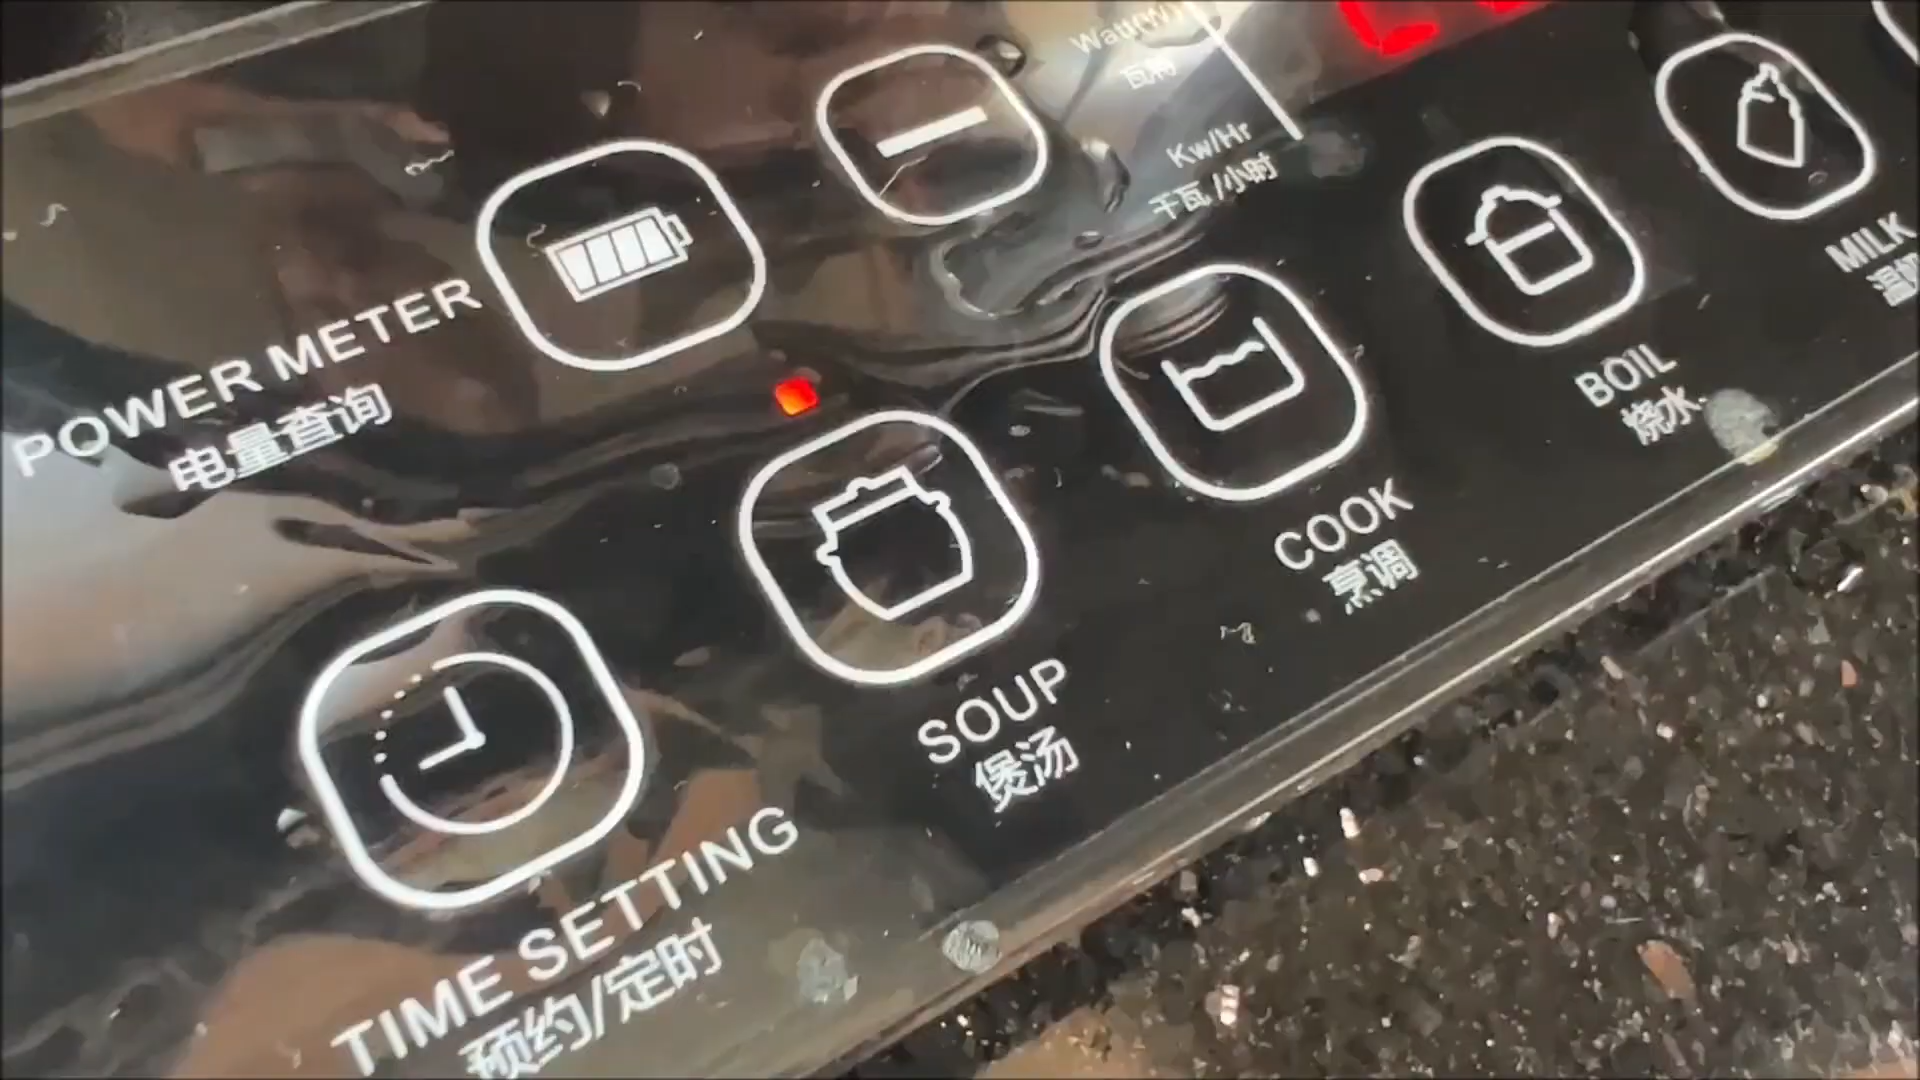 Watt(W)
瓦特
Kw/Hr
千瓦/小时
POWER METER
电量查询
MILK
BOIL
烧水
COOK
烹调
SOUP
煲汤
TIME SETTING
预约/定时